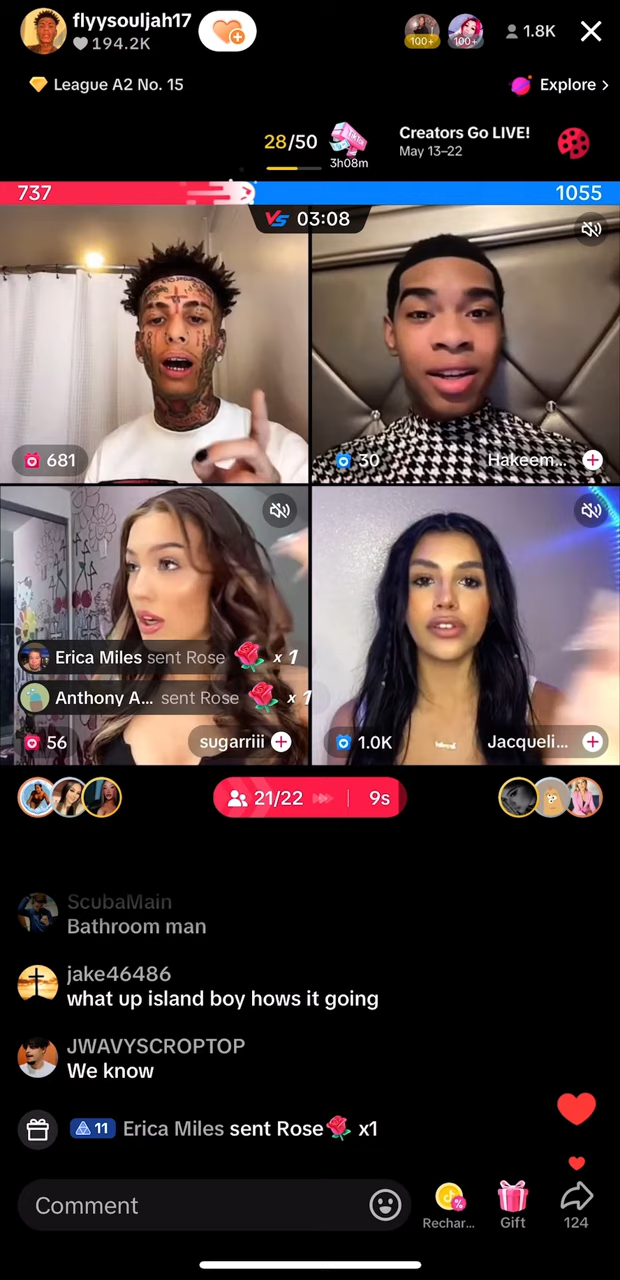 flyysouljah17
194.2K
100+
100+
1.8K
League A2 No. 15
Explore >
28/50
3h08m
Creators Go LIVE!
May 13–22
737
1055
VS 03:08
681
30
Hakeem...
Erica Miles sent Rose x 1
Anthony A... sent Rose x 1
56
sugarriii
1.0K
Jacqueli...
21/22
9s
ScubaMain
Bathroom man
jake46486
what up island boy hows it going
JWAVYSCROPTOP
We know
11 Erica Miles sent Rose x1
Comment
Rechar...
Gift
124